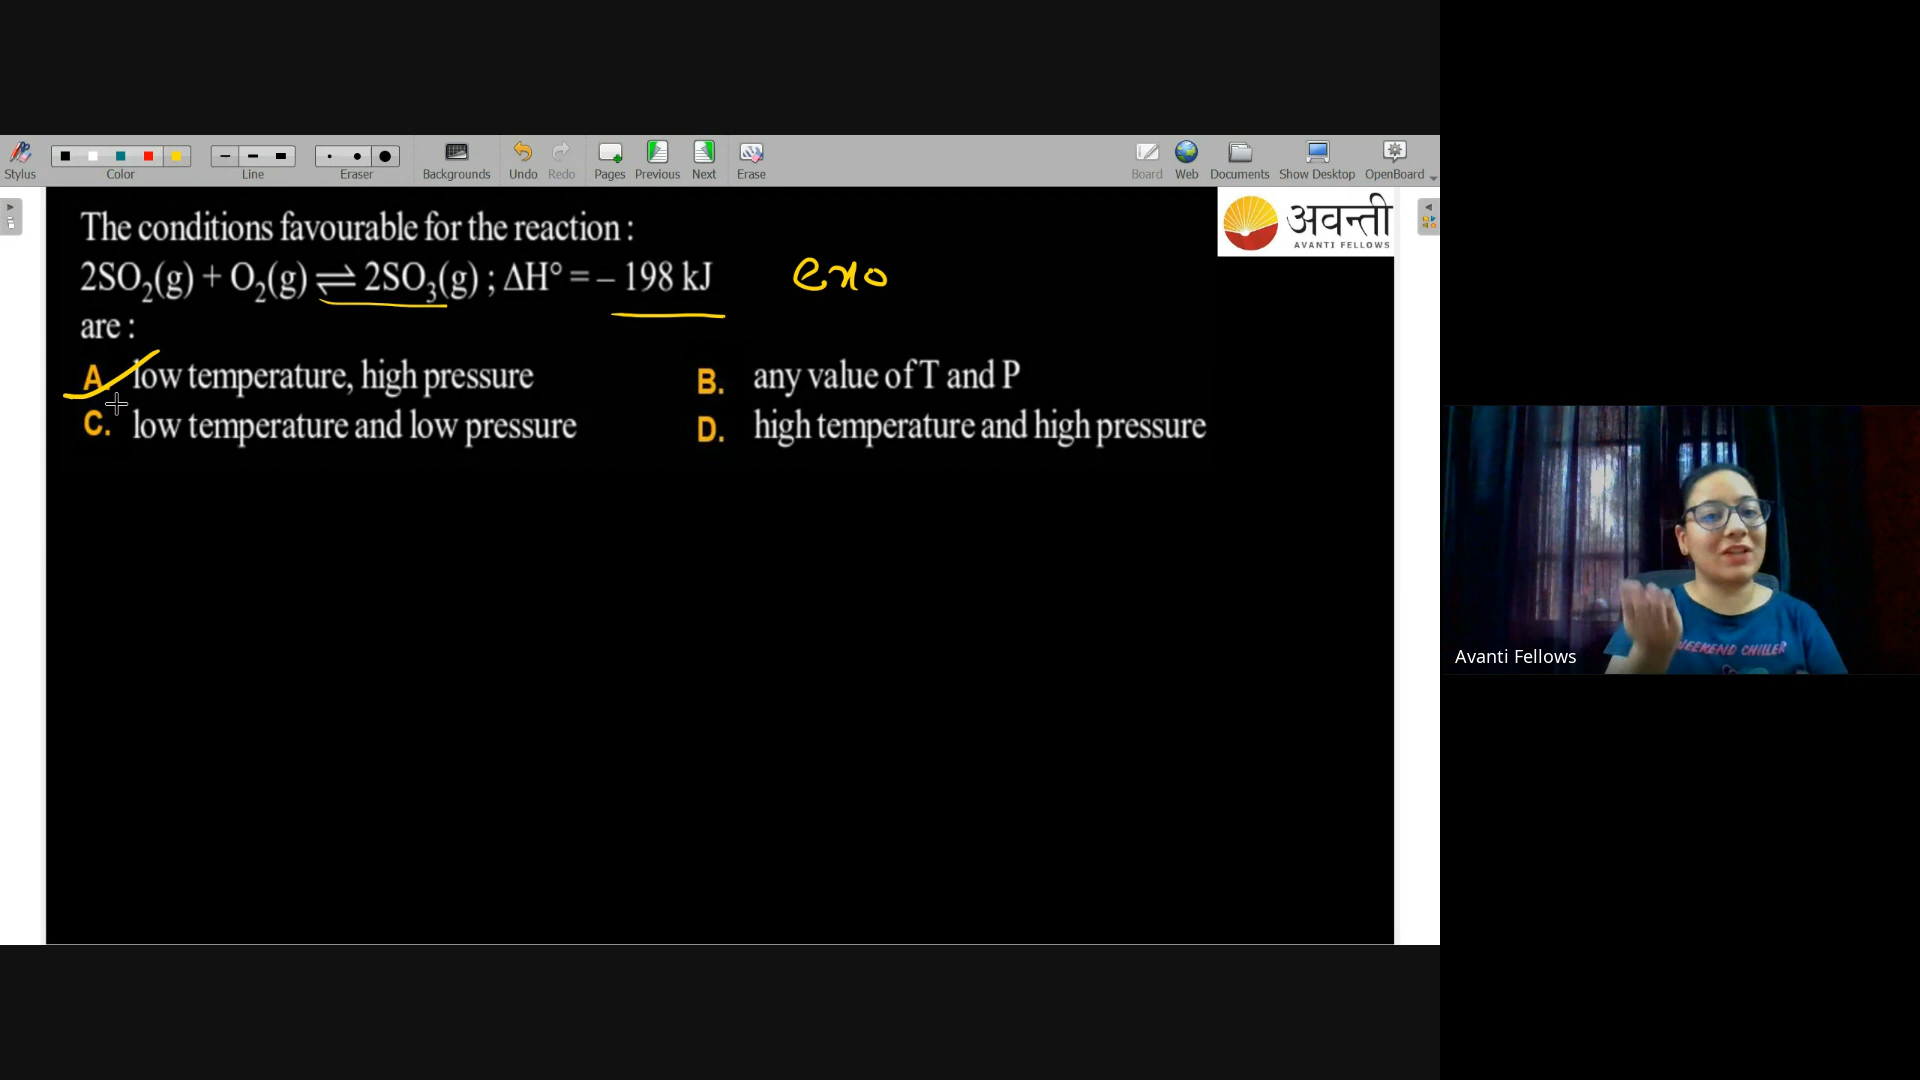 Stylus Color Line Eraser Backgrounds Undo Redo Pages Previous Next Erase Board Web Documents Show Desktop OpenBoard
अवन्ती
AVANTI FELLOWS
The conditions favourable for the reaction :
2SO₂(g) + O₂(g) ⇌ 2SO₃(g) ; ΔH° = – 198 kJ exo
are :
A. low temperature, high pressure B. any value of T and P
C. low temperature and low pressure D. high temperature and high pressure
WEEKEND CHILLER
Avanti Fellows